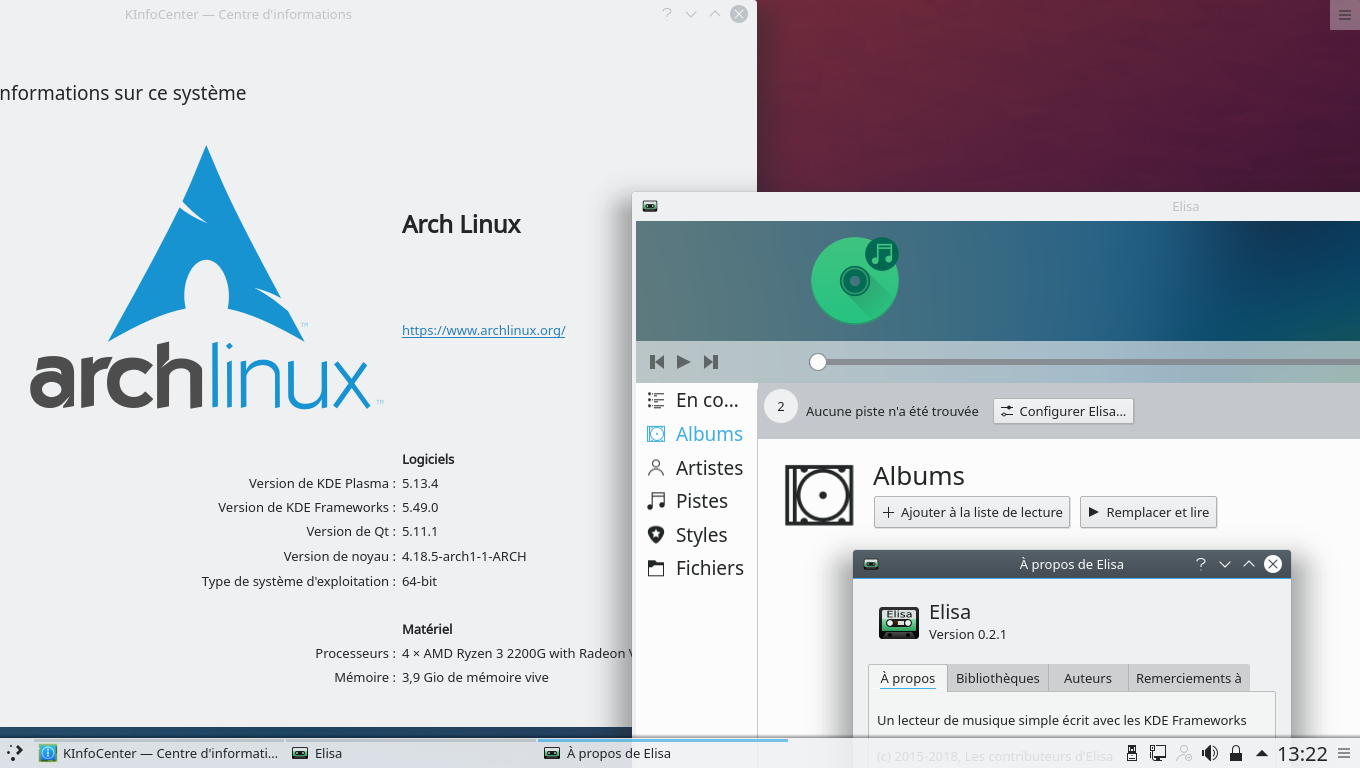 KInfoCenter — Centre d'informations
nformations sur ce système
archlinux ™
™
Arch Linux
https://www.archlinux.org/
Logiciels
Version de KDE Plasma : 5.13.4
Version de KDE Frameworks : 5.49.0
Version de Qt : 5.11.1
Version de noyau : 4.18.5-arch1-1-ARCH
Type de système d'exploitation : 64-bit
Matériel
Processeurs : 4 × AMD Ryzen 3 2200G with Radeon
Mémoire : 3,9 Gio de mémoire vive
Elisa
En co...
Albums
Artistes
Pistes
Styles
Fichiers
2 Aucune piste n'a été trouvée Configurer Elisa...
Albums
Ajouter à la liste de lecture Remplacer et lire
À propos de Elisa
Elisa
Elisa
Version 0.2.1
À propos Bibliothèques Auteurs Remerciements à
Un lecteur de musique simple écrit avec les KDE Frameworks
(c) 2015-2018, Les contributeurs d'Elisa
KInfoCenter — Centre d'informati... Elisa À propos de Elisa 13:22